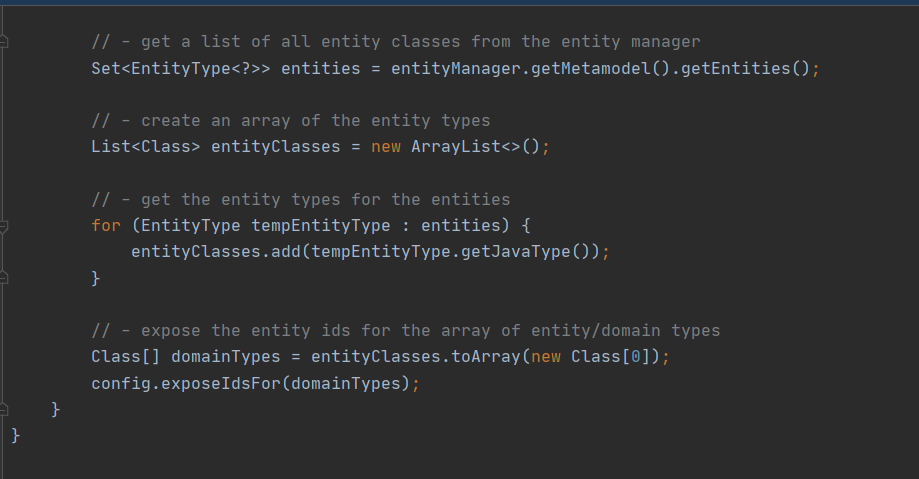 // - get a list of all entity classes from the entity manager
Set<EntityType<?>> entities = entityManager.getMetamodel().getEntities();
// - create an array of the entity types
List<Class> entityClasses = new ArrayList<>();
// - get the entity types for the entities
for (EntityType tempEntityType : entities) {
entityClasses.add(tempEntityType.getJavaType());
}
// - expose the entity ids for the array of entity/domain types
Class[] domainTypes = entityClasses.toArray(new Class[0]);
config.exposeIdsFor(domainTypes);
}
}